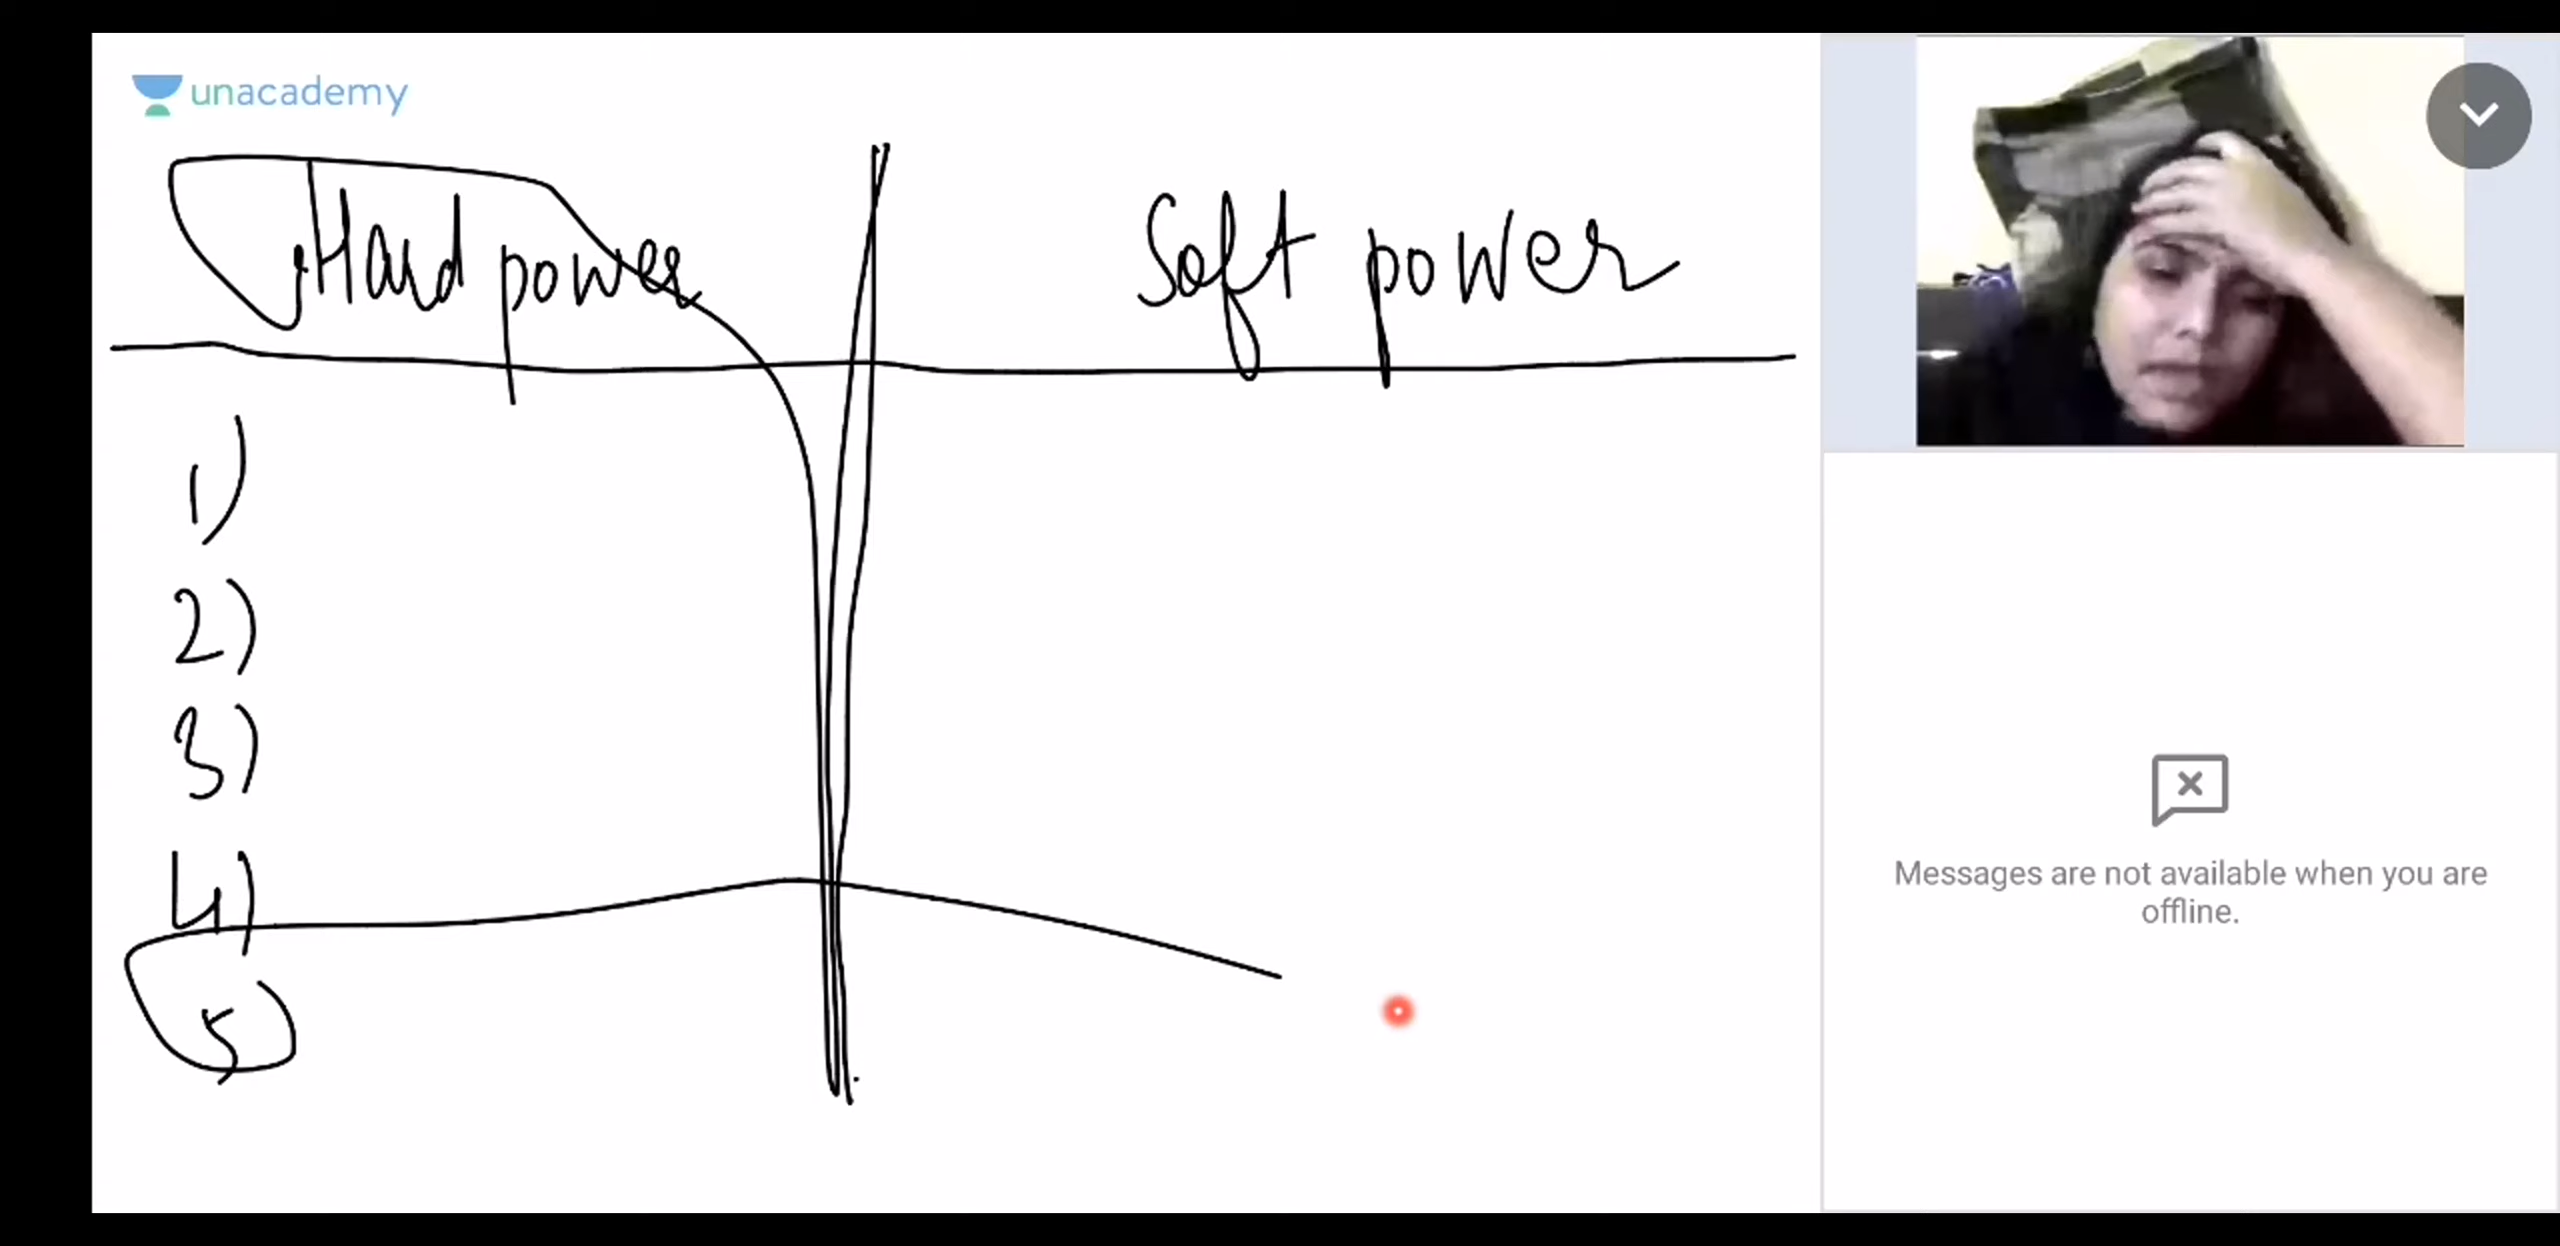 unacademy
Hard power
Soft power
1)
2)
3)
4)
5)
Messages are not available when you are
offline.